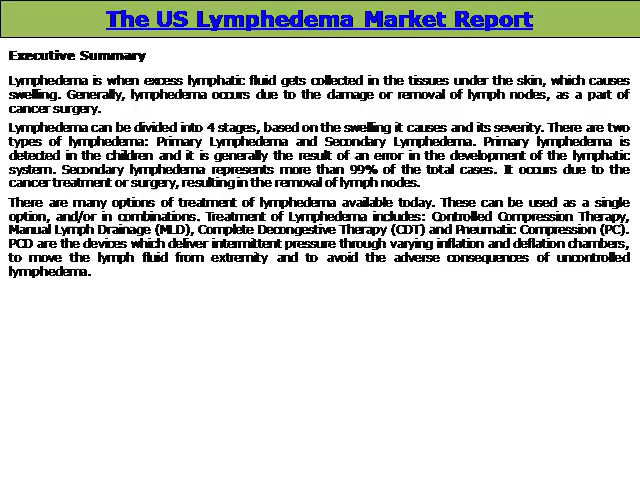 The US Lymphedema Market Report
Executive Summary
Lymphedema is when excess lymphatic fluid gets collected in the tissues under the skin, which causes
swelling. Generally, lymphedema occurs due to the damage or removal of lymph nodes, as a part of
cancer surgery.
Lymphedema can be divided into 4 stages, based on the swelling it causes and its severity. There are two
types of lymphedema: Primary Lymphedema and Secondary Lymphedema. Primary lymphedema is
detected in the children and it is generally the result of an error in the development of the lymphatic
system. Secondary lymphedema represents more than 99% of the total cases. It occurs due to the
cancer treatment or surgery, resulting in the removal of lymph nodes.
There are many options of treatment of lymphedema available today. These can be used as a single
option, and/or in combinations. Treatment of Lymphedema includes: Controlled Compression Therapy,
Manual Lymph Drainage (MLD), Complete Decongestive Therapy (CDT) and Pneumatic Compression (PC).
PCD are the devices which deliver intermittent pressure through varying inflation and deflation chambers,
to move the lymph fluid from extremity and to avoid the adverse consequences of uncontrolled
lymphedema.